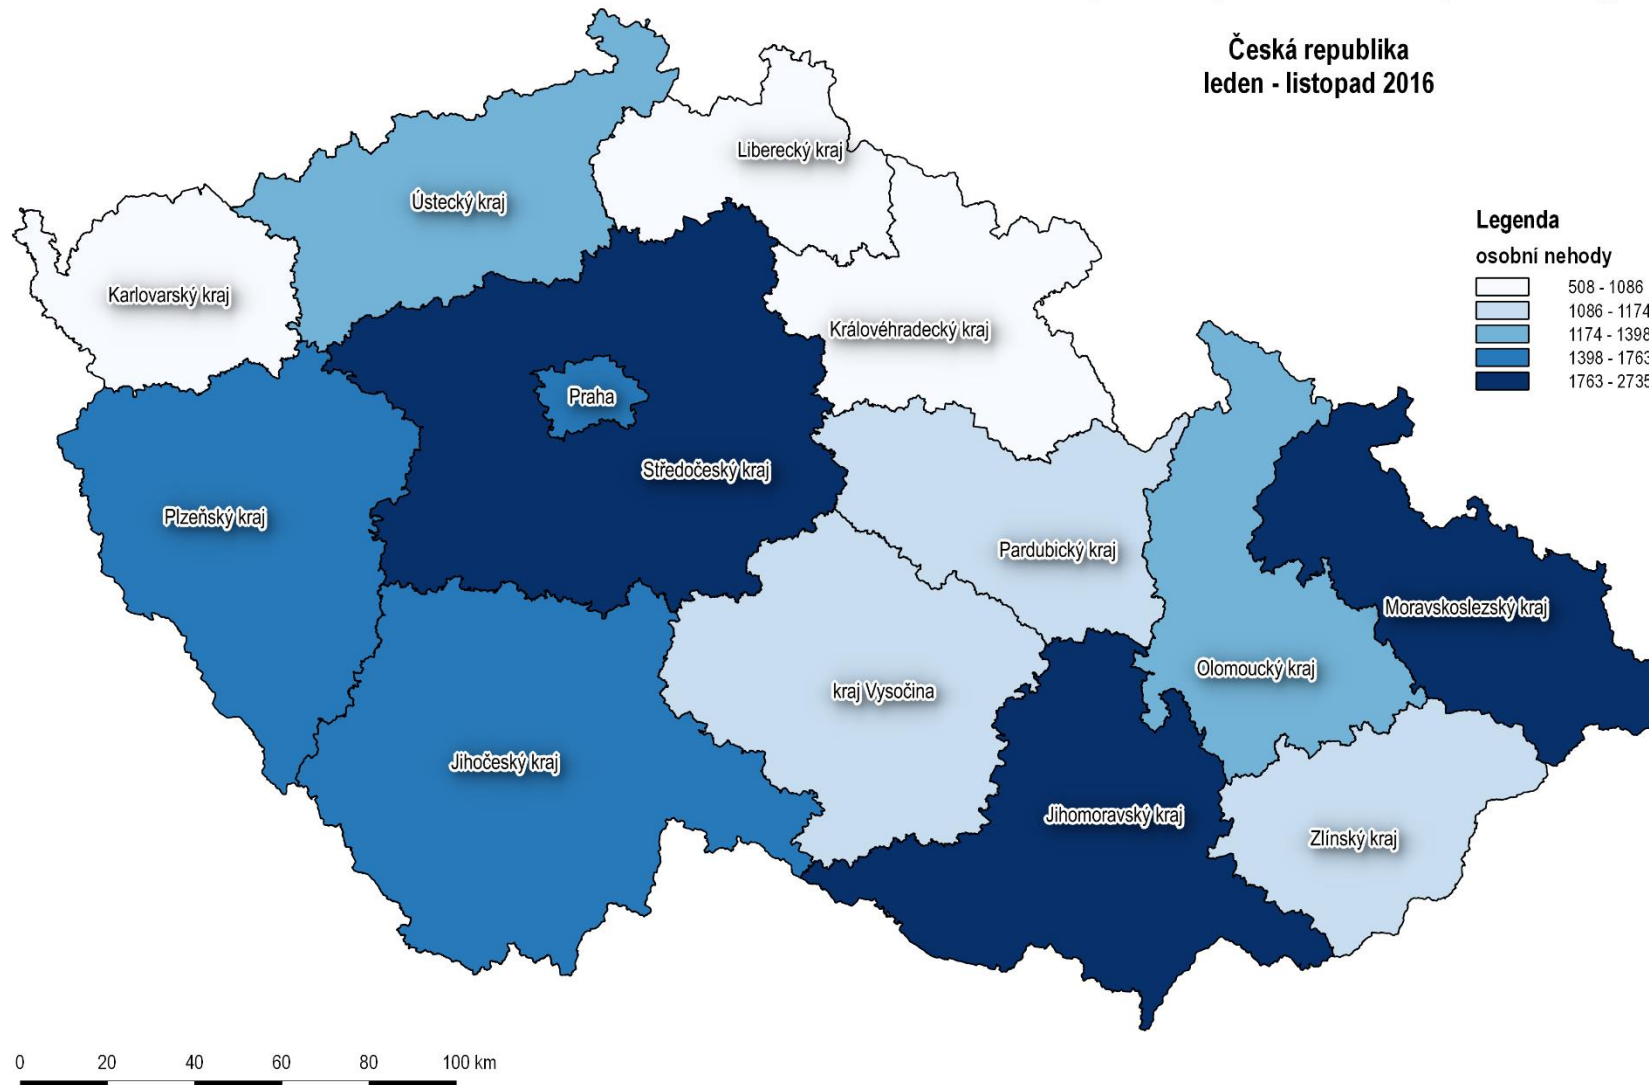 Česká republika
leden - listopad 2016
Liberecký kraj
Ústecký kraj
Legenda
osobní nehody
508 - 1086
1086 - 1174
1174 - 1398
1398 - 1763
1763 - 2735
Karlovarský kraj
Královéhradecký kraj
Praha
Středočeský kraj
Plzeňský kraj
Pardubický kraj
Moravskoslezský kraj
Olomoucký kraj
kraj Vysočina
Jihočeský kraj
Jihomoravský kraj
Zlínský kraj
0 20 40 60 80 100 km